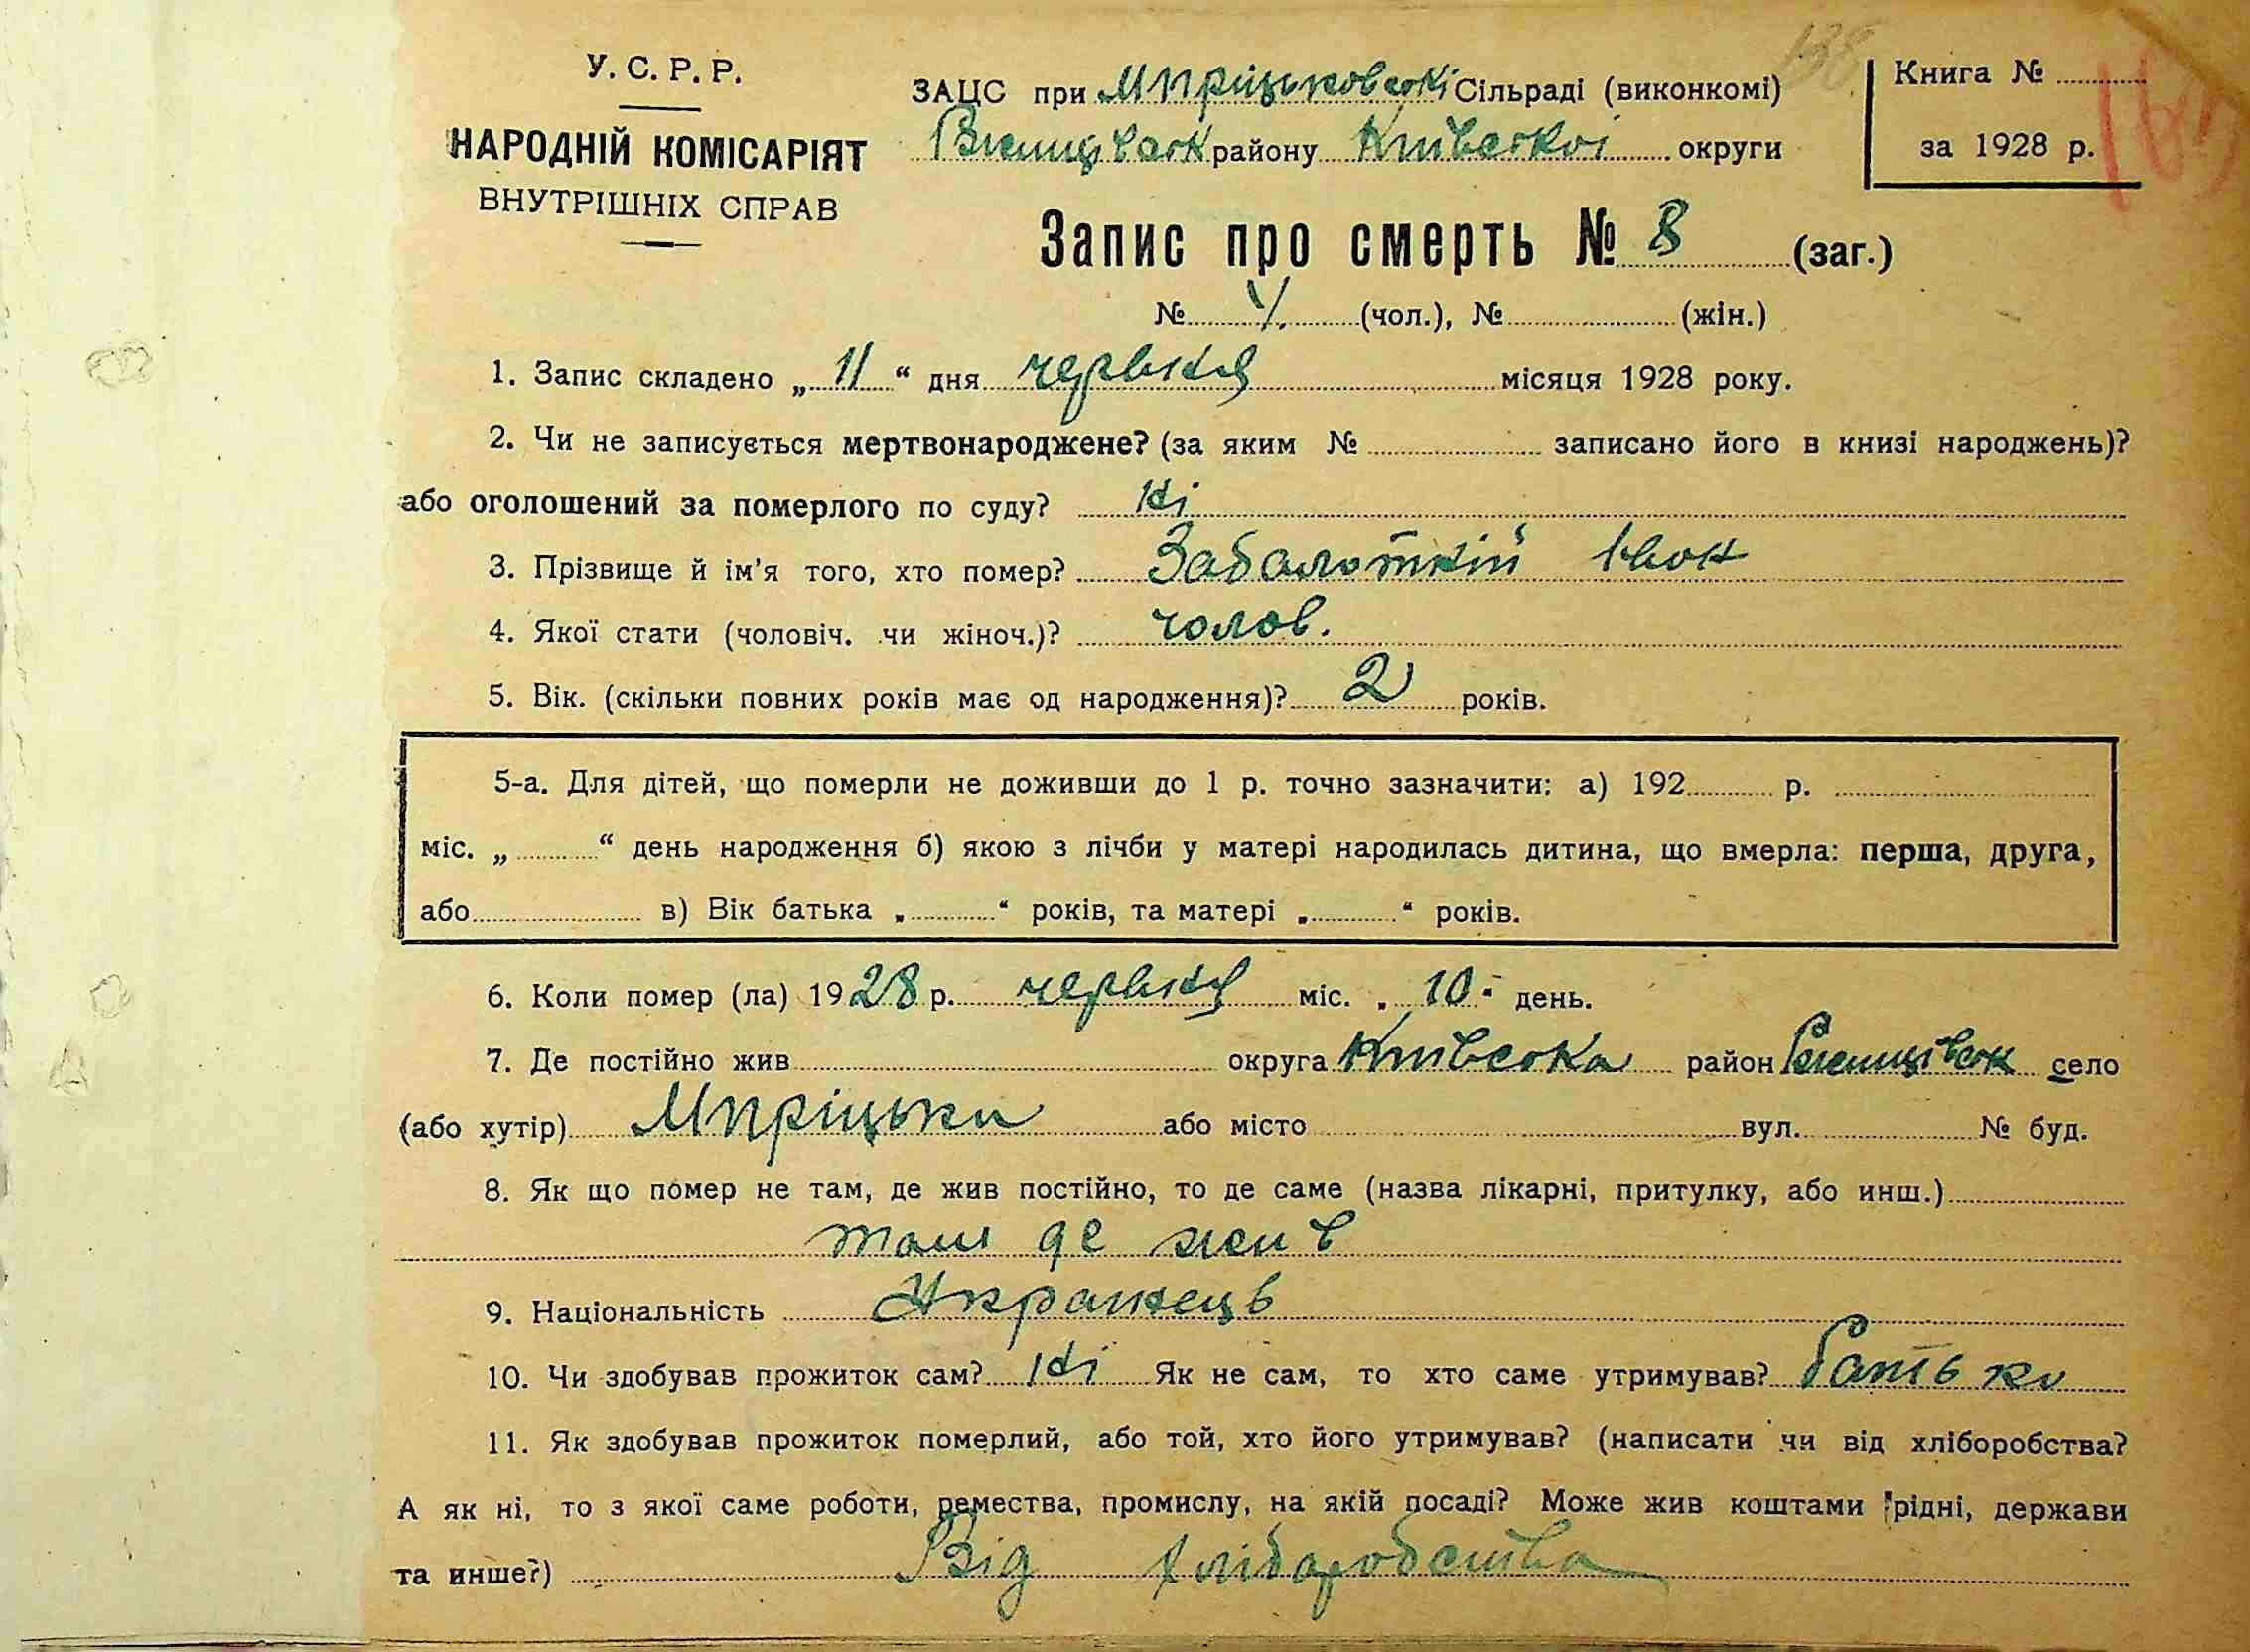 138
У. С. Р. Р.
НАРОДНІЙ КОМІСАРІЯТ
ВНУТРІШНІХ СПРАВ
ЗАЦС при Мпріцьковскі Сільраді (виконкомі)
району Київської округи
Книга №
за 1928 р.
Запис про смерть № 8 (заг.)
№ 4. (чол.), № (жін.)
1. Запис складено „ 11 “ дня червня місяця 1928 року.
2. Чи не записується мертвонароджене? (за яким № записано його в книзі народжень)?
або оголошений за померлого по суду? Ні
3. Прізвище й ім'я того, хто помер? Забалоткій Іван
4. Якої стати (чоловіч. чи жіноч.)? чолов.
5. Вік. (скільки повних років має од народження)? 2 років.
5-а. Для дітей, що померли не доживши до 1 р. точно зазначити: а) 192 р.
міс. „ “ день народження б) якою з лічби у матері народилась дитина, що вмерла: перша, друга,
або в) Вік батька „ “ років, та матері „ “ років.
6. Коли помер (ла) 1928 р. червня міс. „ 10 “ день.
7. Де постійно жив округа Київська район село
(або хутір) Мпріцьки або місто вул. № буд.
8. Як що помер не там, де жив постійно, то де саме (назва лікарні, притулку, або инш.)
там де жив
9. Національність Украінець
10. Чи здобував прожиток сам? Ні Як не сам, то хто саме утримував? батько
11. Як здобував прожиток померлий, або той, хто його утримував? (написати чи від хліборобства?
А як ні, то з якої саме роботи, ремества, промислу, на якій посаді? Може жив коштами рідні, держави
та инше?) Від хліборобства